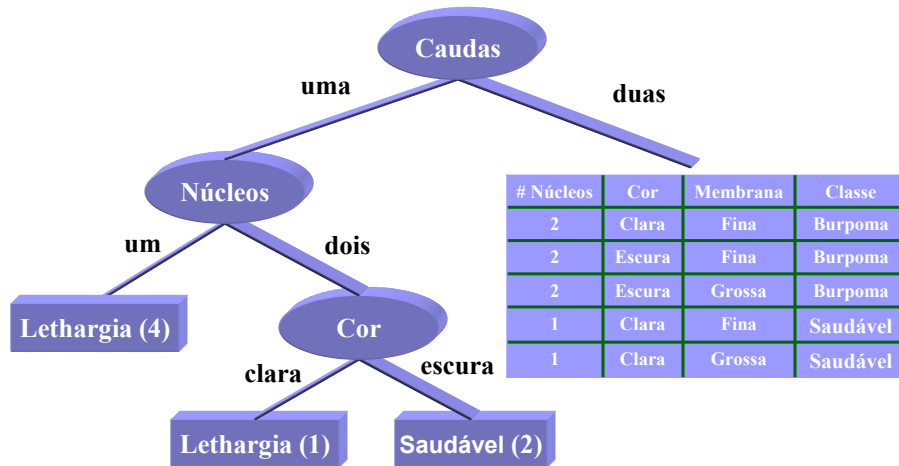 Caudas
uma
duas
Núcleos
um
dois
Lethargia (4)
Cor
clara
escura
Lethargia (1)
Saudável (2)
# Núcleos Cor Membrana Classe
2 Clara Fina Burpoma
2 Escura Fina Burpoma
2 Escura Grossa Burpoma
1 Clara Fina Saudável
1 Clara Grossa Saudável